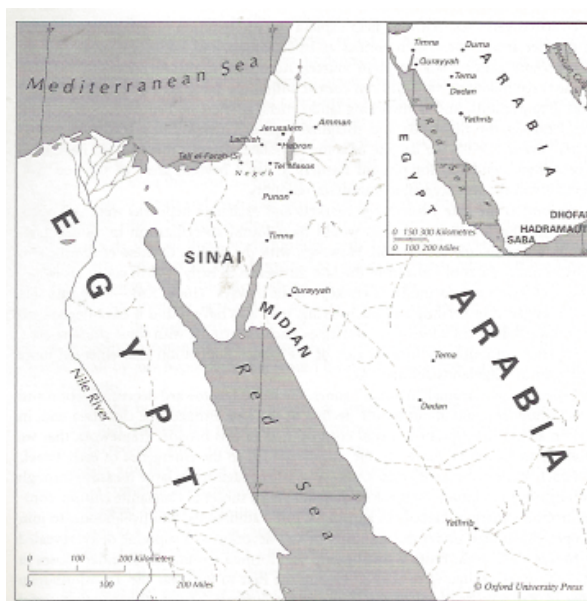 Mediterranean Sea
Jerusalem
Amman
Lachish
Hebron
Tell el-Farah (S)
Tel Masos
Negeb
Punon
Timna
SINAI
EGYPT
Nile River
Qurayyah
MIDIAN
Red Sea
ARABIA
Tema
Dedan
Yathrib
0 100 200 Kilometers
0 100 200 Miles
© Oxford University Press
Timna
Duma
Qurayyah
Tema
Dedan
Yathrib
ARABIA
EGYPT
Red Sea
0 150 300 Kilometres
0 100 200 Miles
DHOFAR
HADRAMAUT
SABA